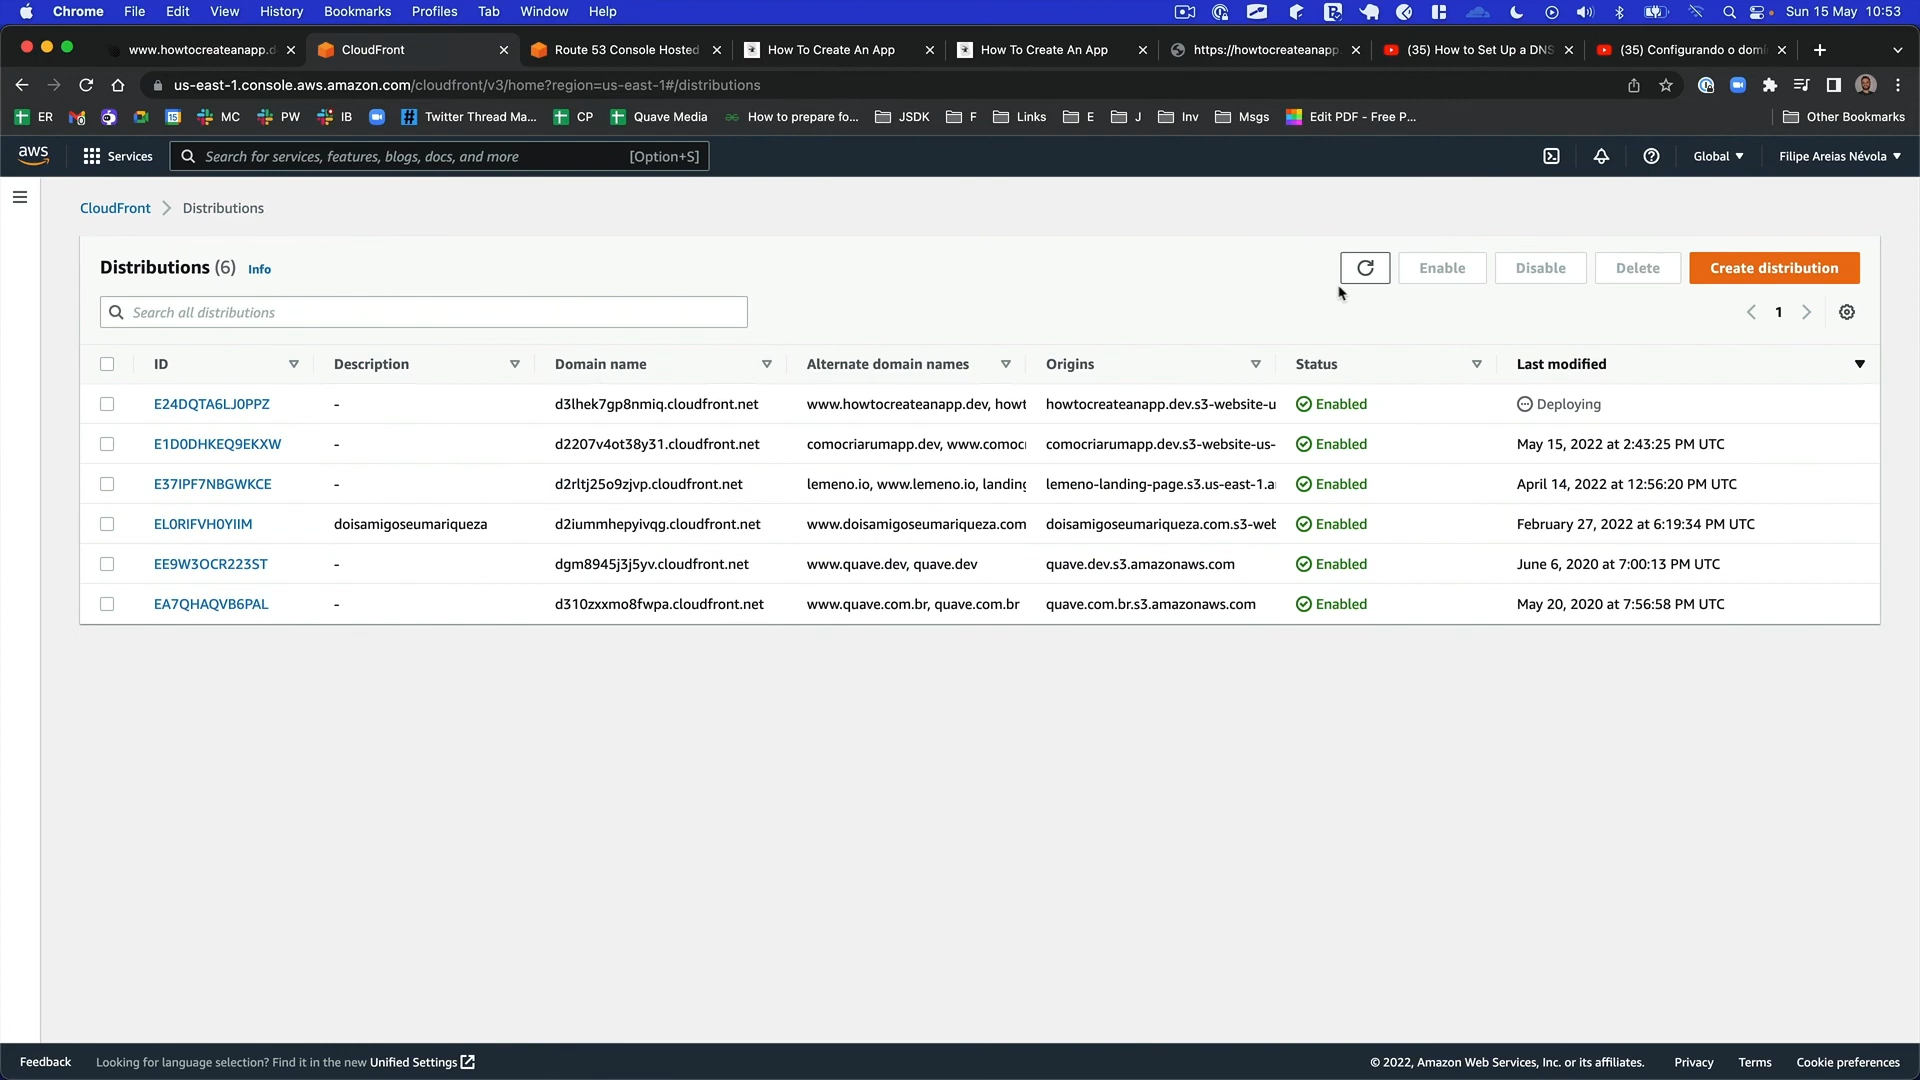 Chrome File Edit View History Bookmarks Profiles Tab Window Help Sun 15 May 10:53
www.howtocreateanapp.d CloudFront Route 53 Console Hosted How To Create An App How To Create An App https://howtocreateanapp. (35) How to Set Up a DNS (35) Configurando o domí
us-east-1.console.aws.amazon.com/cloudfront/v3/home?region=us-east-1#/distributions
ER 15 MC PW IB Twitter Thread Ma... CP Quave Media How to prepare fo... JSDK F Links E J Inv Msgs Edit PDF - Free P... Other Bookmarks
aws Services Search for services, features, blogs, docs, and more [Option+S] Global Filipe Areias Névola
CloudFront Distributions
Distributions (6) Info Enable Disable Delete Create distribution
Search all distributions 1
ID Description Domain name Alternate domain names Origins Status Last modified
E24DQTA6LJ0PPZ - d3lhek7gp8nmiq.cloudfront.net www.howtocreateanapp.dev, howt howtocreateanapp.dev.s3-website-u Enabled Deploying
E1D0DHKEQ9EKXW - d2207v4ot38y31.cloudfront.net comocriarumapp.dev, www.comocr comocriarumapp.dev.s3-website-us- Enabled May 15, 2022 at 2:43:25 PM UTC
E37IPF7NBGWKCE - d2rltj25o9zjvp.cloudfront.net lemeno.io, www.lemeno.io, landing lemeno-landing-page.s3.us-east-1.a Enabled April 14, 2022 at 12:56:20 PM UTC
EL0RIFVH0YIIM doisamigoseumariqueza d2iummhepyivqg.cloudfront.net www.doisamigoseumariqueza.com doisamigoseumariqueza.com.s3-wet Enabled February 27, 2022 at 6:19:34 PM UTC
EE9W3OCR223ST - dgm8945j3j5yv.cloudfront.net www.quave.dev, quave.dev quave.dev.s3.amazonaws.com Enabled June 6, 2020 at 7:00:13 PM UTC
EA7QHAQVB6PAL - d310zxxmo8fwpa.cloudfront.net www.quave.com.br, quave.com.br quave.com.br.s3.amazonaws.com Enabled May 20, 2020 at 7:56:58 PM UTC
Feedback Looking for language selection? Find it in the new Unified Settings © 2022, Amazon Web Services, Inc. or its affiliates. Privacy Terms Cookie preferences